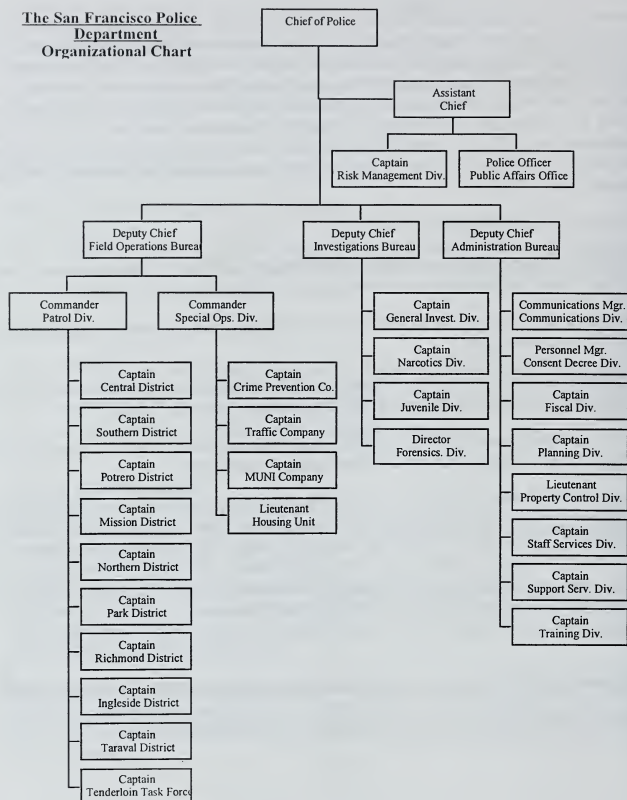 The San Francisco Police
Department
Organizational Chart
Chief of Police
Assistant
Chief
Captain
Risk Management Div.
Police Officer
Public Affairs Office
Deputy Chief
Field Operations Bureau
Deputy Chief
Investigations Bureau
Deputy Chief
Administration Bureau
Commander
Patrol Div.
Commander
Special Ops. Div.
Captain
Central District
Captain
Southern District
Captain
Potrero District
Captain
Mission District
Captain
Northern District
Captain
Park District
Captain
Richmond District
Captain
Ingleside District
Captain
Taraval District
Captain
Tenderloin Task Force
Captain
Crime Prevention Co.
Captain
Traffic Company
Captain
MUNI Company
Lieutenant
Housing Unit
Captain
General Invest. Div.
Captain
Narcotics Div.
Captain
Juvenile Div.
Director
Forensics. Div.
Communications Mgr.
Communications Div.
Personnel Mgr.
Consent Decree Div.
Captain
Fiscal Div.
Captain
Planning Div.
Lieutenant
Property Control Div.
Captain
Staff Services Div.
Captain
Support Serv. Div.
Captain
Training Div.